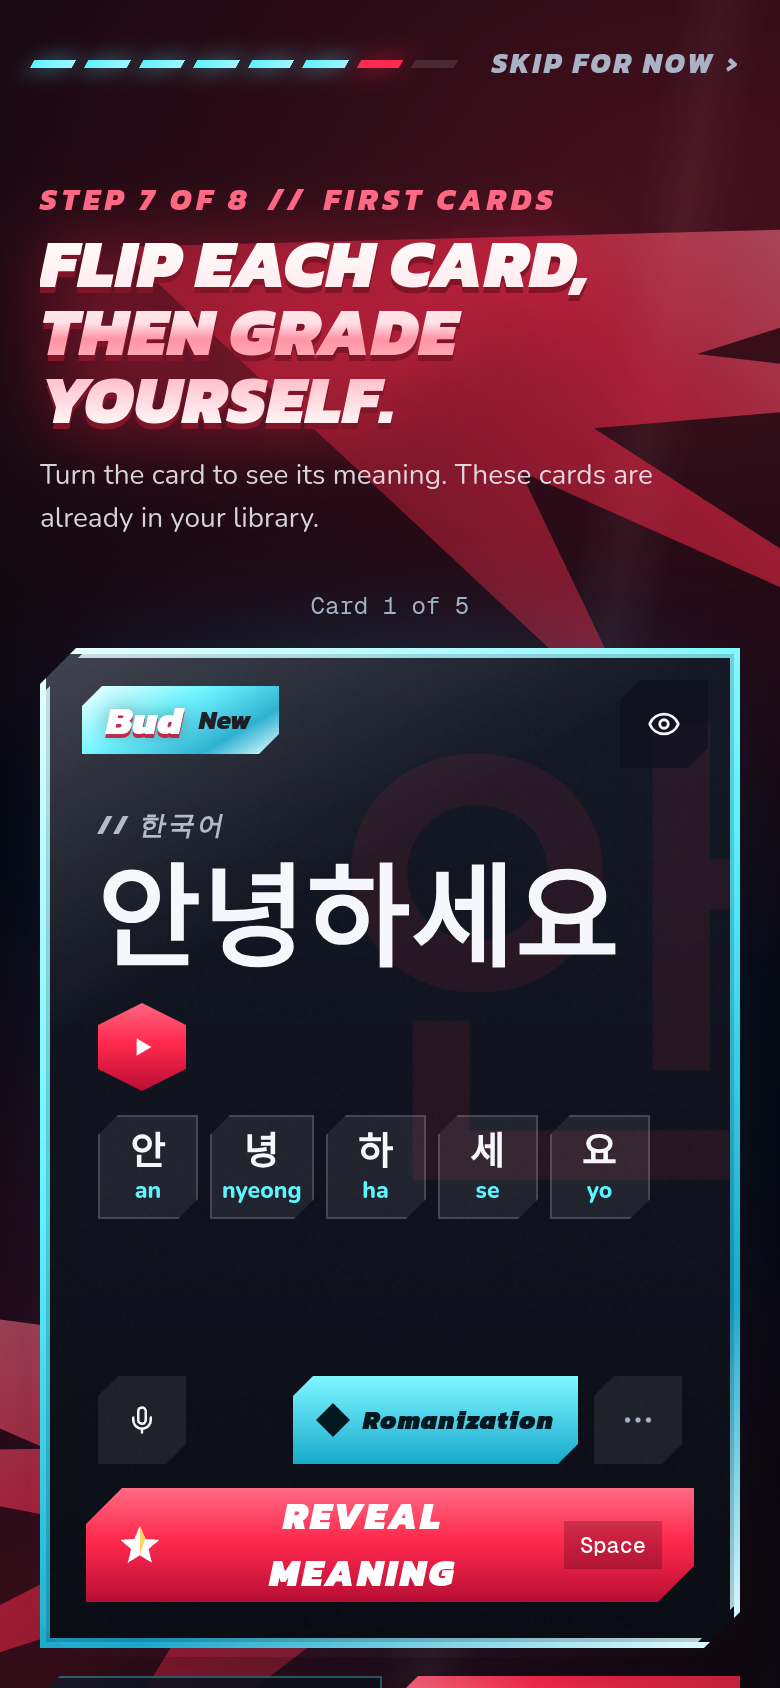 SKIP FOR NOW
STEP 7 OF 8 // FIRST CARDS
FLIP EACH CARD,
THEN GRADE
YOURSELF.
Turn the card to see its meaning. These cards are
already in your library.
Card 1 of 5
Bud New
// 한국어
안녕하세요
안 녕 하 세 요
an nyeong ha se yo
안
Romanization
REVEAL
MEANING
Space